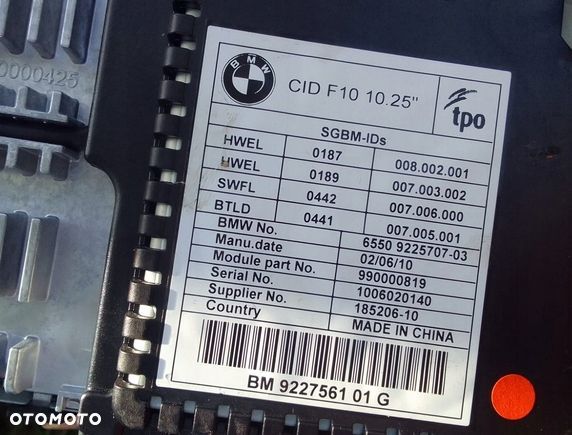 0000425
BMW
CID F10 10.25"
tpo
SGBM-IDs
HWEL 0187 008.002.001
HWEL 0189 007.003.002
SWFL 0442 007.006.000
BTLD 0441 007.005.001
BMW No. 6550 9225707-03
Manu.date 02/06/10
Module part No. 990000819
Serial No. 1006020140
Supplier No. 185206-10
Country MADE IN CHINA
BM 9227561 01 G
OTOMOTO